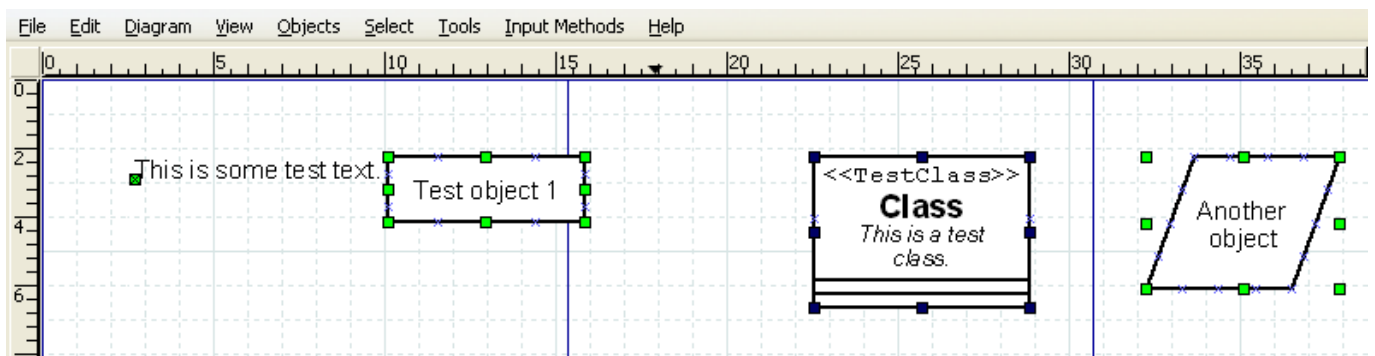 File Edit Diagram View Objects Select Tools Input Methods Help
0 5 10 15 20 25 30 35
0
2
4
6
This is some test text.
Test object 1
<<TestClass>>
Class
This is a test
class.
Another
object